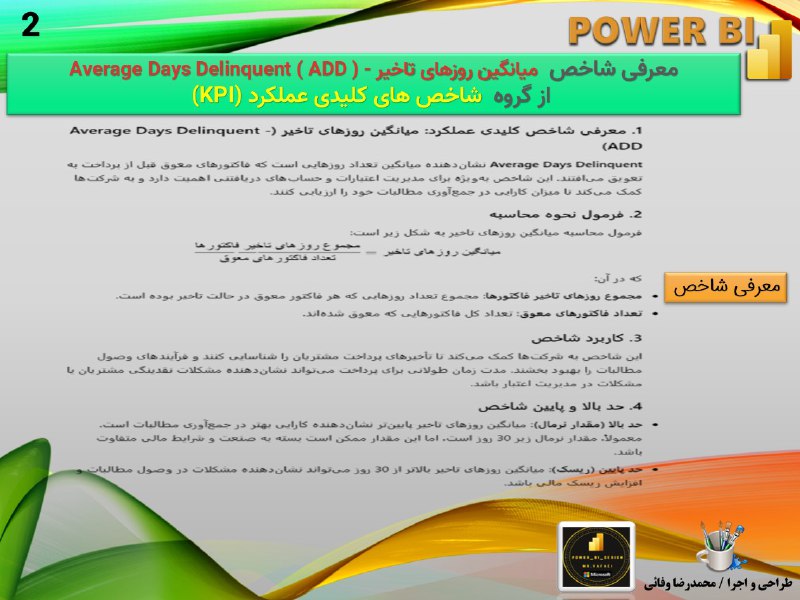 2
POWER BI
معرفی شاخص میانگین روزهای تاخیر - Average Days Delinquent ( ADD )
از گروه شاخص های کلیدی عملکرد (KPI)
1. معرفی شاخص کلیدی عملکرد: میانگین روزهای تاخیر (Average Days Delinquent -
ADD)
Average Days Delinquent نشان‌دهنده میانگین تعداد روزهایی است که فاکتورهای معوق قبل از پرداخت به
تعویق می‌افتند. این شاخص به‌ویژه برای مدیریت اعتبارات و حساب‌های دریافتنی اهمیت دارد و به شرکت‌ها
کمک می‌کند تا میزان کارایی در جمع‌آوری مطالبات خود را ارزیابی کنند.
2. فرمول نحوه محاسبه
فرمول محاسبه میانگین روزهای تاخیر به شکل زیر است:
میانگین روزهای تاخیر = مجموع روزهای تاخیر فاکتورها
تعداد فاکتورهای معوق
که در آن:
• مجموع روزهای تاخیر فاکتورها: مجموع تعداد روزهایی که هر فاکتور معوق در حالت تاخیر بوده است.
• تعداد فاکتورهای معوق: تعداد کل فاکتورهایی که معوق شده‌اند.
معرفی شاخص
3. کاربرد شاخص
این شاخص به شرکت‌ها کمک می‌کند تا تأخیرهای پرداخت مشتریان را شناسایی کنند و فرآیندهای وصول
مطالبات را بهبود بخشند. مدت زمان طولانی برای پرداخت می‌تواند نشان‌دهنده مشکلات نقدینگی مشتریان یا
مشکلات در مدیریت اعتبار باشد.
4. حد بالا و پایین شاخص
• حد بالا (مقدار نرمال): میانگین روزهای تاخیر پایین‌تر نشان‌دهنده کارایی بهتر در جمع‌آوری مطالبات است.
معمولاً، مقدار نرمال زیر 30 روز است، اما این مقدار ممکن است بسته به صنعت و شرایط مالی متفاوت
باشد.
• حد پایین (ریسک): میانگین روزهای تاخیر بالاتر از 30 روز می‌تواند نشان‌دهنده مشکلات در وصول مطالبات و
افزایش ریسک مالی باشد.
POWER_BI_DESIGN
MR.VAFAEI
Microsoft
طراحی و اجرا / محمدرضا وفائی